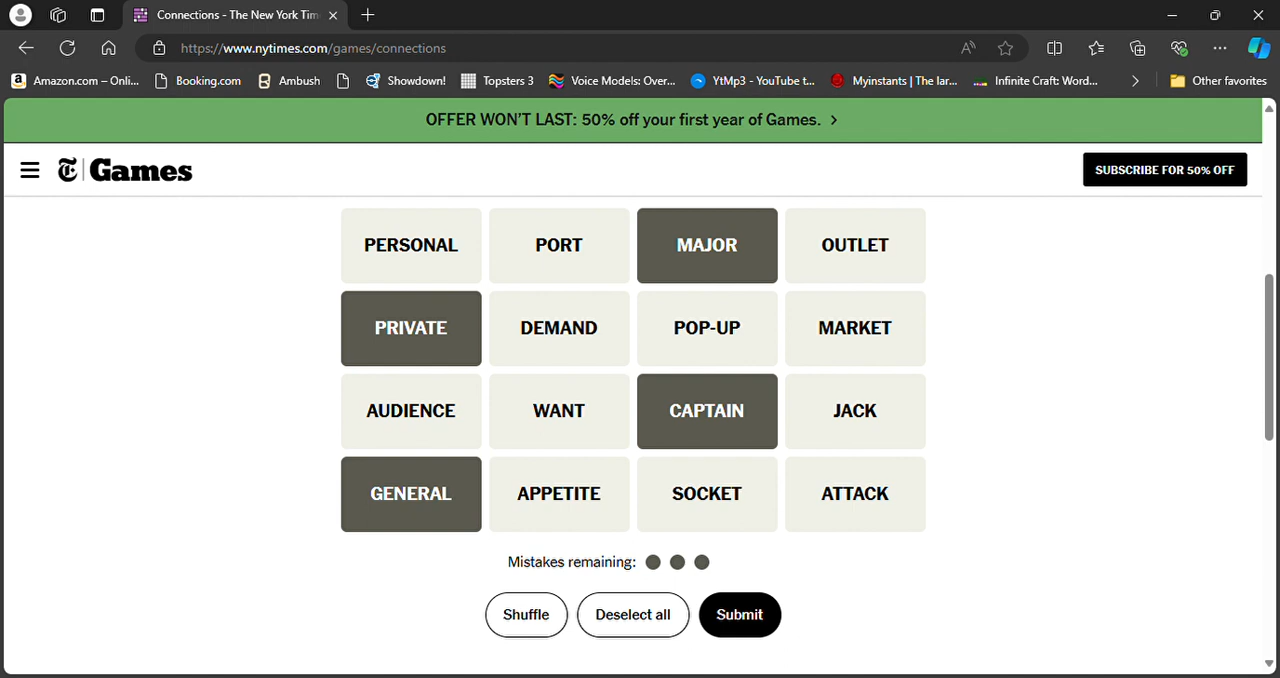 Connections - The New York Tim
https://www.nytimes.com/games/connections
Amazon.com – Onli... Booking.com Ambush Showdown! Topsters 3 Voice Models: Over... YtMp3 - YouTube t... Myinstants | The lar... Infinite Craft: Word... Other favorites
OFFER WON'T LAST: 50% off your first year of Games.
Games SUBSCRIBE FOR 50% OFF
PERSONAL PORT MAJOR OUTLET
PRIVATE DEMAND POP-UP MARKET
AUDIENCE WANT CAPTAIN JACK
GENERAL APPETITE SOCKET ATTACK
Mistakes remaining:
Shuffle Deselect all Submit